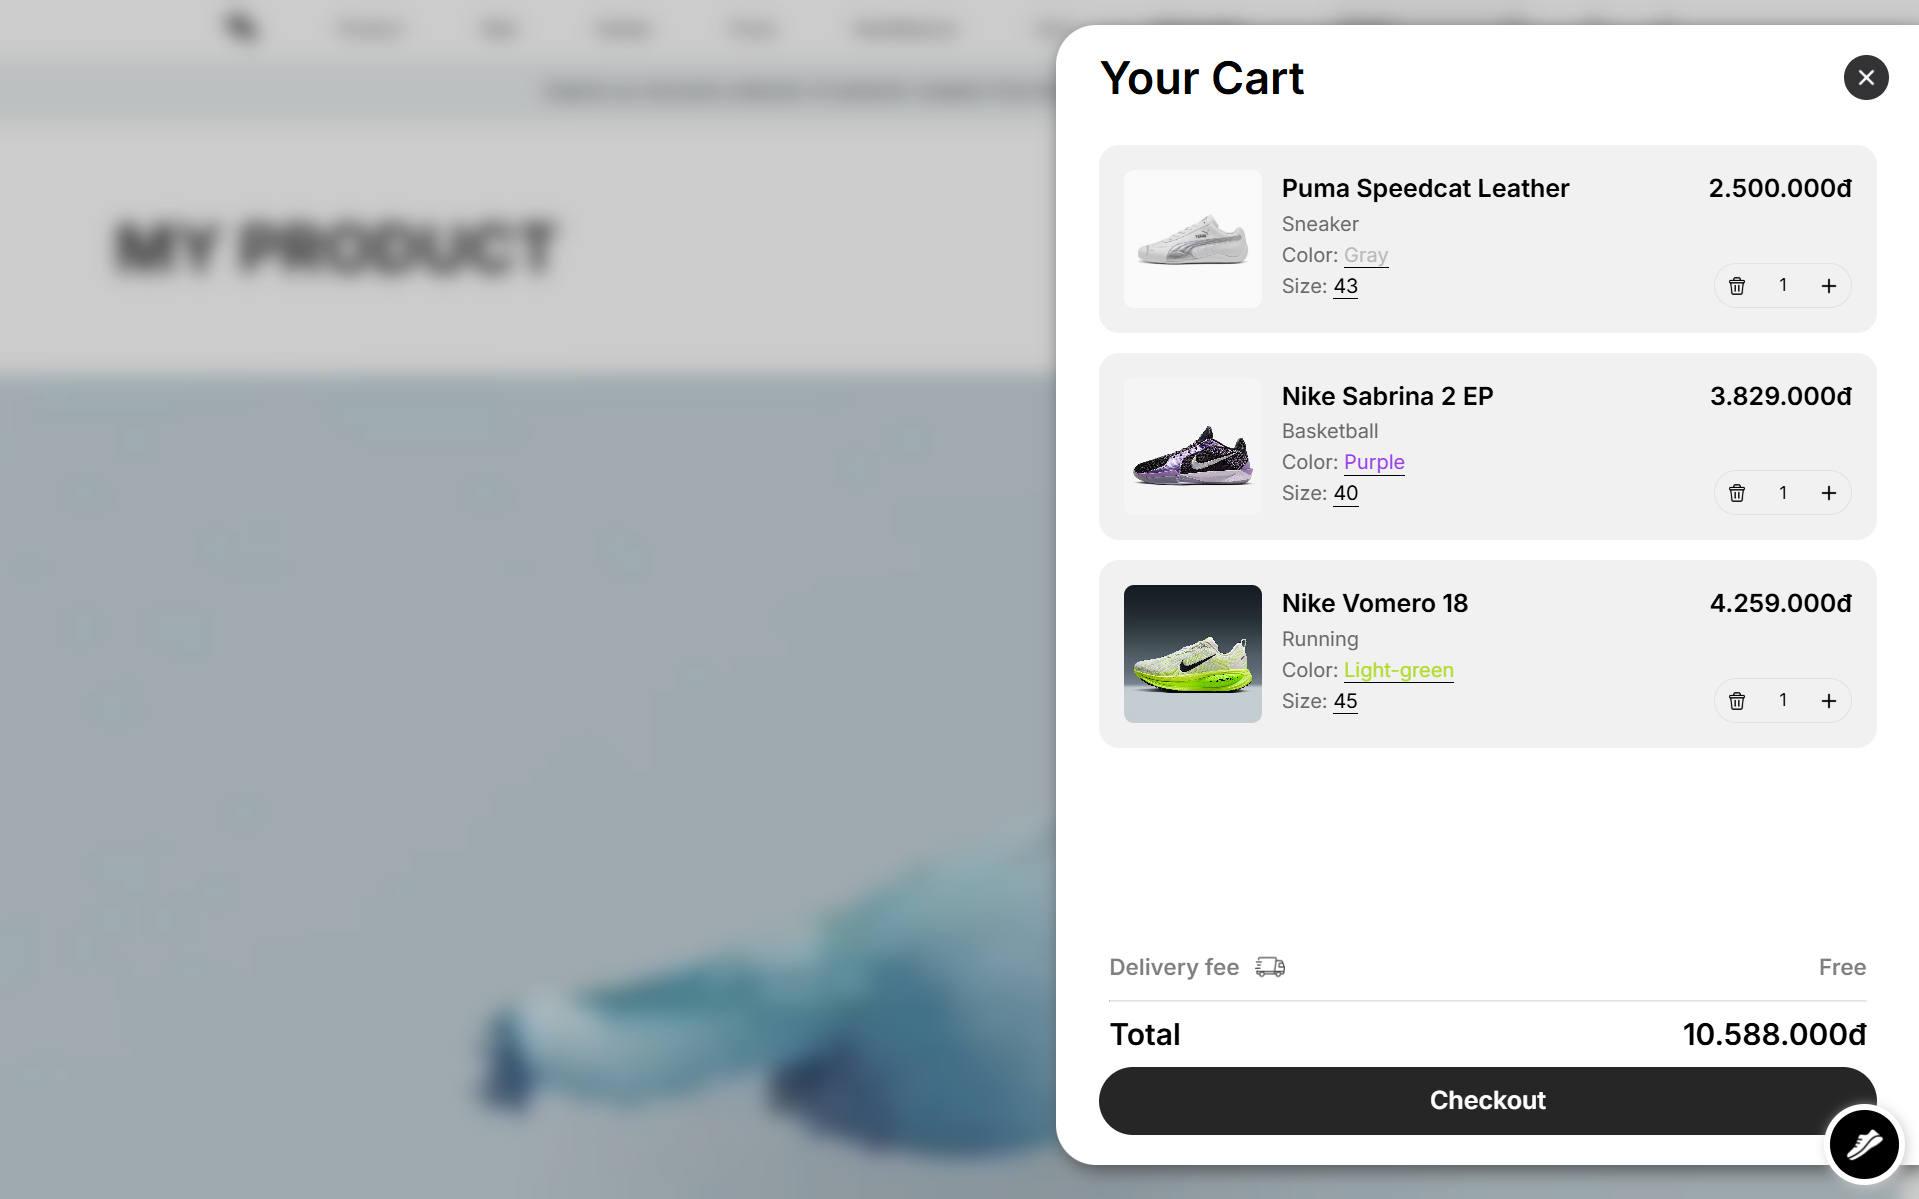 Your Cart
Puma Speedcat Leather 2.500.000đ
Sneaker
Color: Gray
Size: 43 1
Nike Sabrina 2 EP 3.829.000đ
Basketball
Color: Purple
Size: 40 1
Nike Vomero 18 4.259.000đ
Running
Color: Light-green
Size: 45 1
Delivery fee Free
Total 10.588.000đ
Checkout
MY PRODUCT